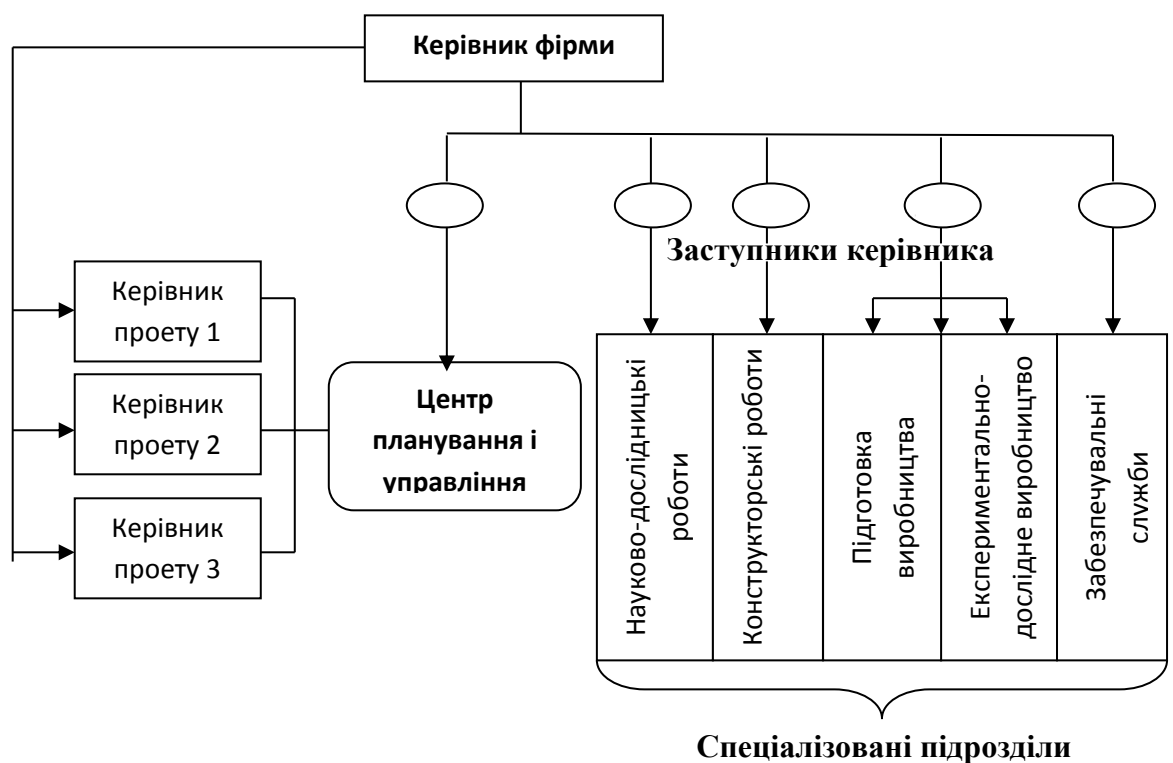 Керівник фірми
Заступники керівника
Керівник
проету 1
Керівник
проету 2
Керівник
проету 3
Центр
планування і
управління
Науково-дослідницькі
роботи
Конструкторські роботи
Підготовка
виробництва
Експериментально-
дослідне виробництво
Забезпечувальні
служби
Спеціалізовані підрозділи